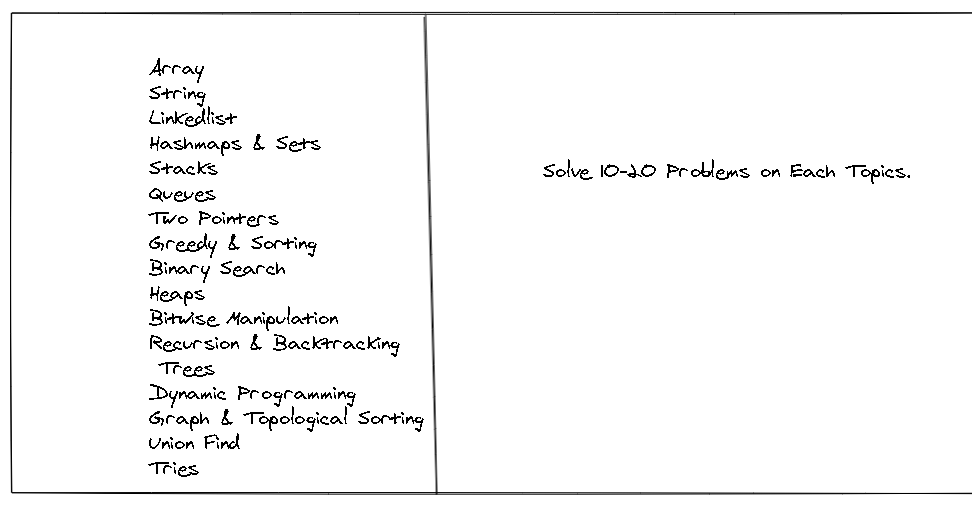 Array
String
Linkedlist
Hashmaps & Sets
Stacks
Queues
Two Pointers
Greedy & Sorting
Binary Search
Heaps
Bitwise Manipulation
Recursion & Backtracking
Trees
Dynamic Programming
Graph & Topological Sorting
Union Find
Tries
Solve 10-20 Problems on Each Topics.